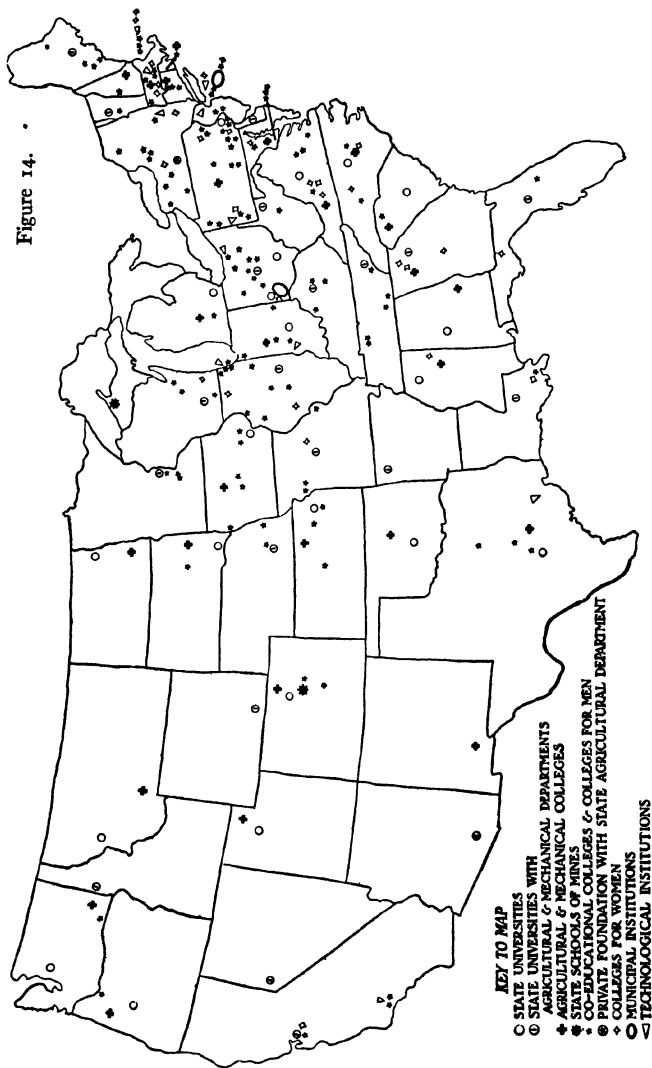 Figure 14.
KEY TO MAP
STATE UNIVERSITIES
STATE UNIVERSITIES WITH
AGRICULTURAL & MECHANICAL DEPARTMENTS
AGRICULTURAL & MECHANICAL COLLEGES
STATE SCHOOLS OF MINES
CO-EDUCATIONAL COLLEGES & COLLEGES FOR MEN
PRIVATE FOUNDATION WITH STATE AGRICULTURAL DEPARTMENT
COLLEGES FOR WOMEN
MUNICIPAL INSTITUTIONS
TECHNOLOGICAL INSTITUTIONS